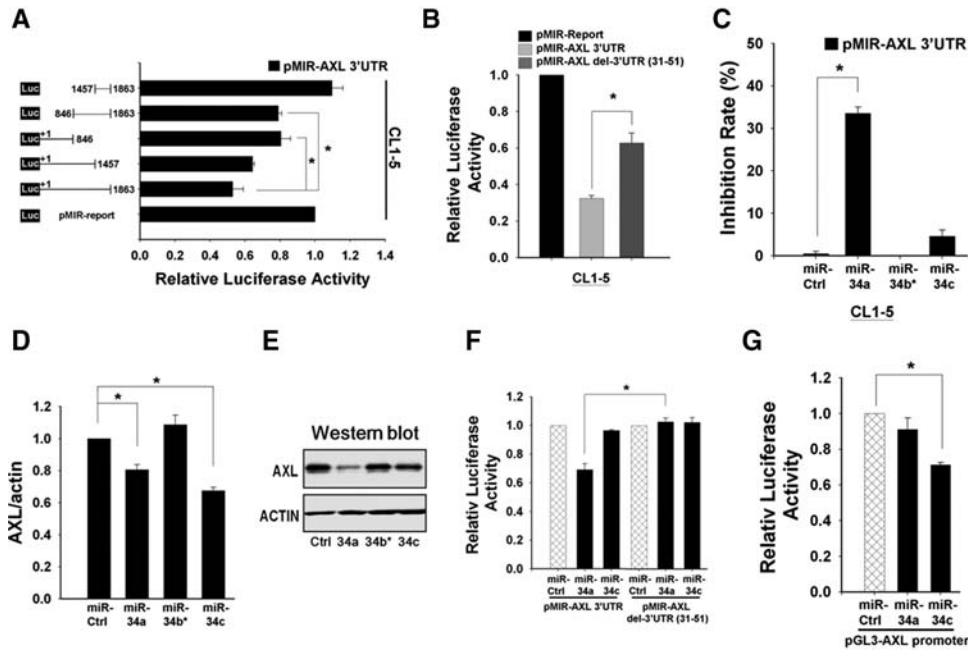 A
pMIR-AXL 3'UTR
Luc 1457 1863
Luc 846 1863
Luc +1 846
Luc +1 1457
Luc +1 1863
Luc pMIR-report
*
*
CL1-5
0.0 0.2 0.4 0.6 0.8 1.0 1.2 1.4
Relative Luciferase Activity
B
pMIR-Report
pMIR-AXL 3'UTR
pMIR-AXL del-3'UTR (31-51)
Relative Luciferase
Activity
1.0
0.8
0.6
0.4
0.2
0.0
*
CL1-5
C
pMIR-AXL 3'UTR
Inhibition Rate (%)
50
40
30
20
10
0
*
miR-Ctrl miR-34a miR-34b* miR-34c
CL1-5
D
AXL/actin
1.2
1.0
0.8
0.6
0.4
0.2
0.0
*
*
miR-Ctrl miR-34a miR-34b* miR-34c
E
Western blot
AXL
ACTIN
Ctrl 34a 34b* 34c
F
Relativ Luciferase
Activity
1.2
1.0
0.8
0.6
0.4
0.2
0.0
*
miR-Ctrl miR-34a miR-34c miR-Ctrl miR-34a miR-34c
pMIR-AXL 3'UTR
pMIR-AXL
del-3'UTR (31-51)
G
Relativ Luciferase
Activity
1.2
1.0
0.8
0.6
0.4
0.2
0.0
*
miR-Ctrl miR-34a miR-34c
pGL3-AXL promoter